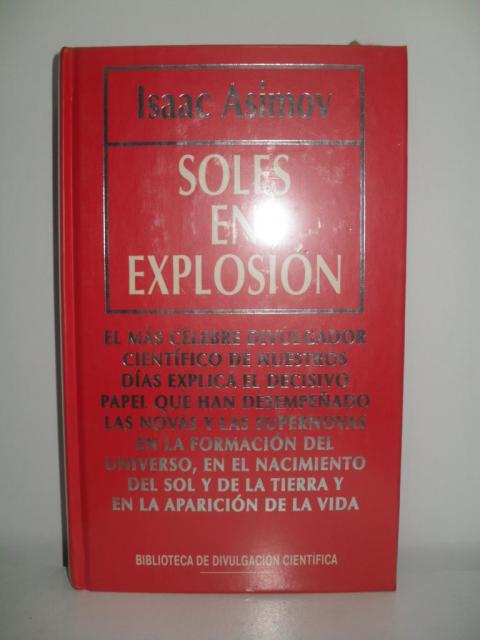 Isaac Asimov
SOLES
EN
EXPLOSIÓN
EL MÁS CÉLEBRE DIVULGADOR
CIENTÍFICO DE NUESTROS
DÍAS EXPLICA EL DECISIVO
PAPEL QUE HAN DESEMPEÑADO
LAS NOVAS Y LAS SUPERNOVAS
EN LA FORMACIÓN DEL
UNIVERSO, EN EL NACIMIENTO
DEL SOL Y DE LA TIERRA Y
EN LA APARICIÓN DE LA VIDA
BIBLIOTECA DE DIVULGACIÓN CIENTÍFICA